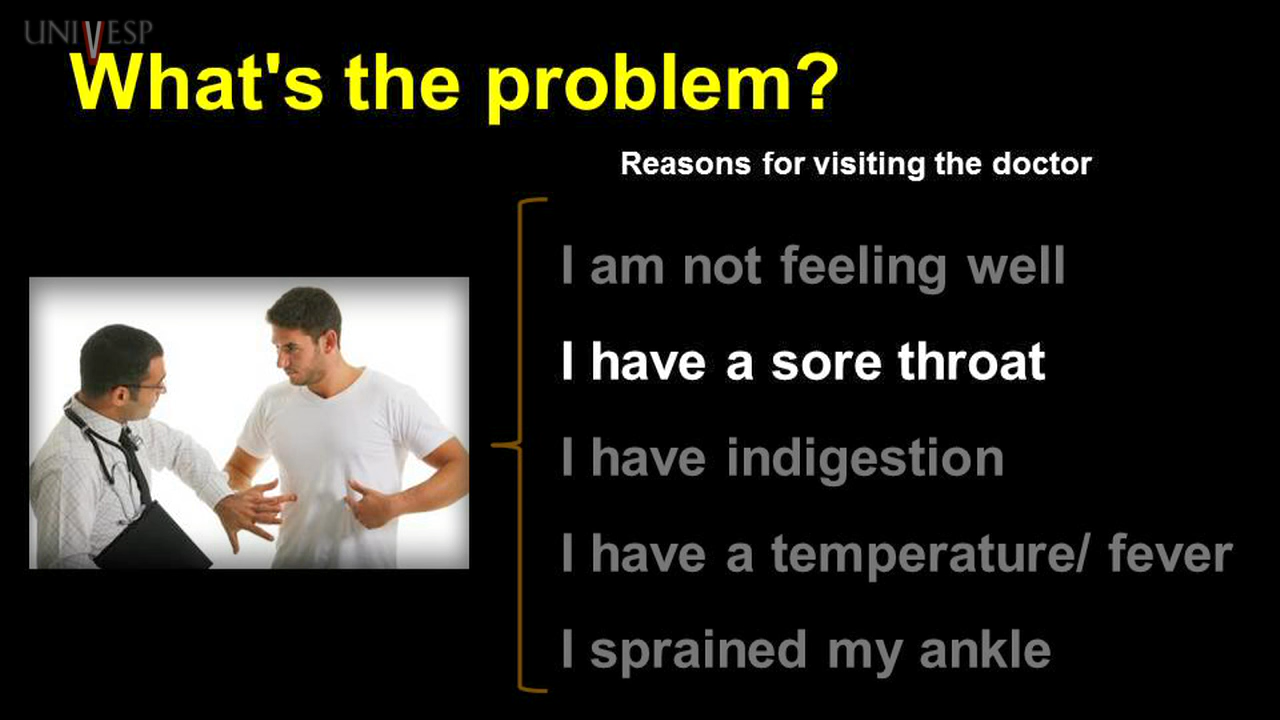 UNIVESP
What's the problem?
Reasons for visiting the doctor
I am not feeling well
I have a sore throat
I have indigestion
I have a temperature/ fever
I sprained my ankle